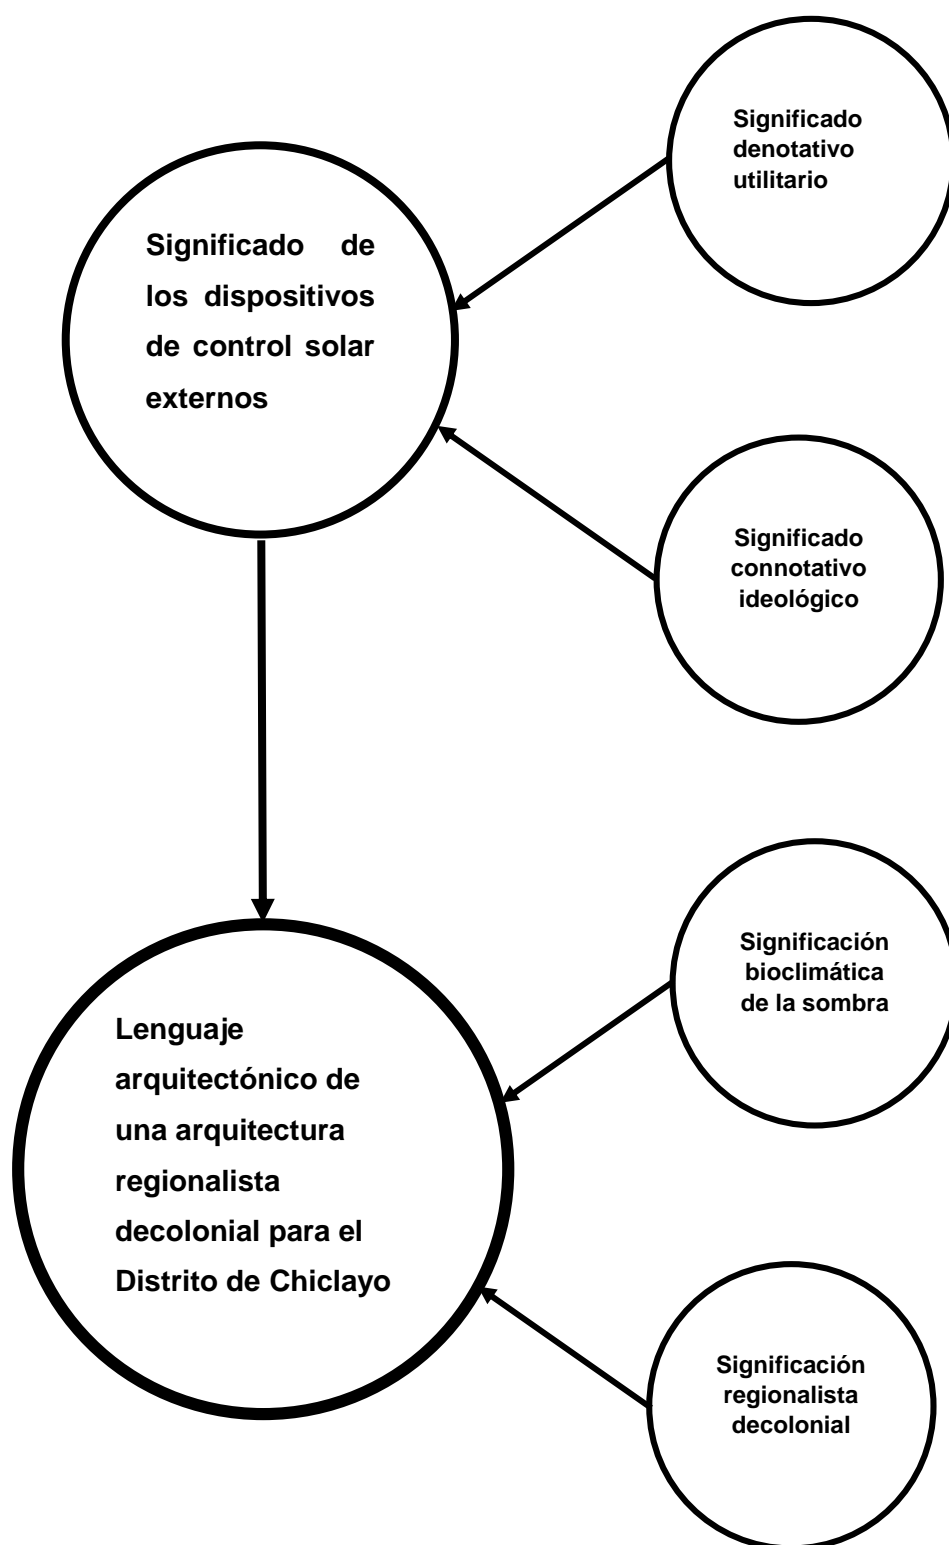 Significado
denotativo
utilitario
Significado de
los dispositivos
de control solar
externos
Significado
connotativo
ideológico
Significación
bioclimática
de la sombra
Lenguaje
arquitectónico de
una arquitectura
regionalista
decolonial para el
Distrito de Chiclayo
Significación
regionalista
decolonial